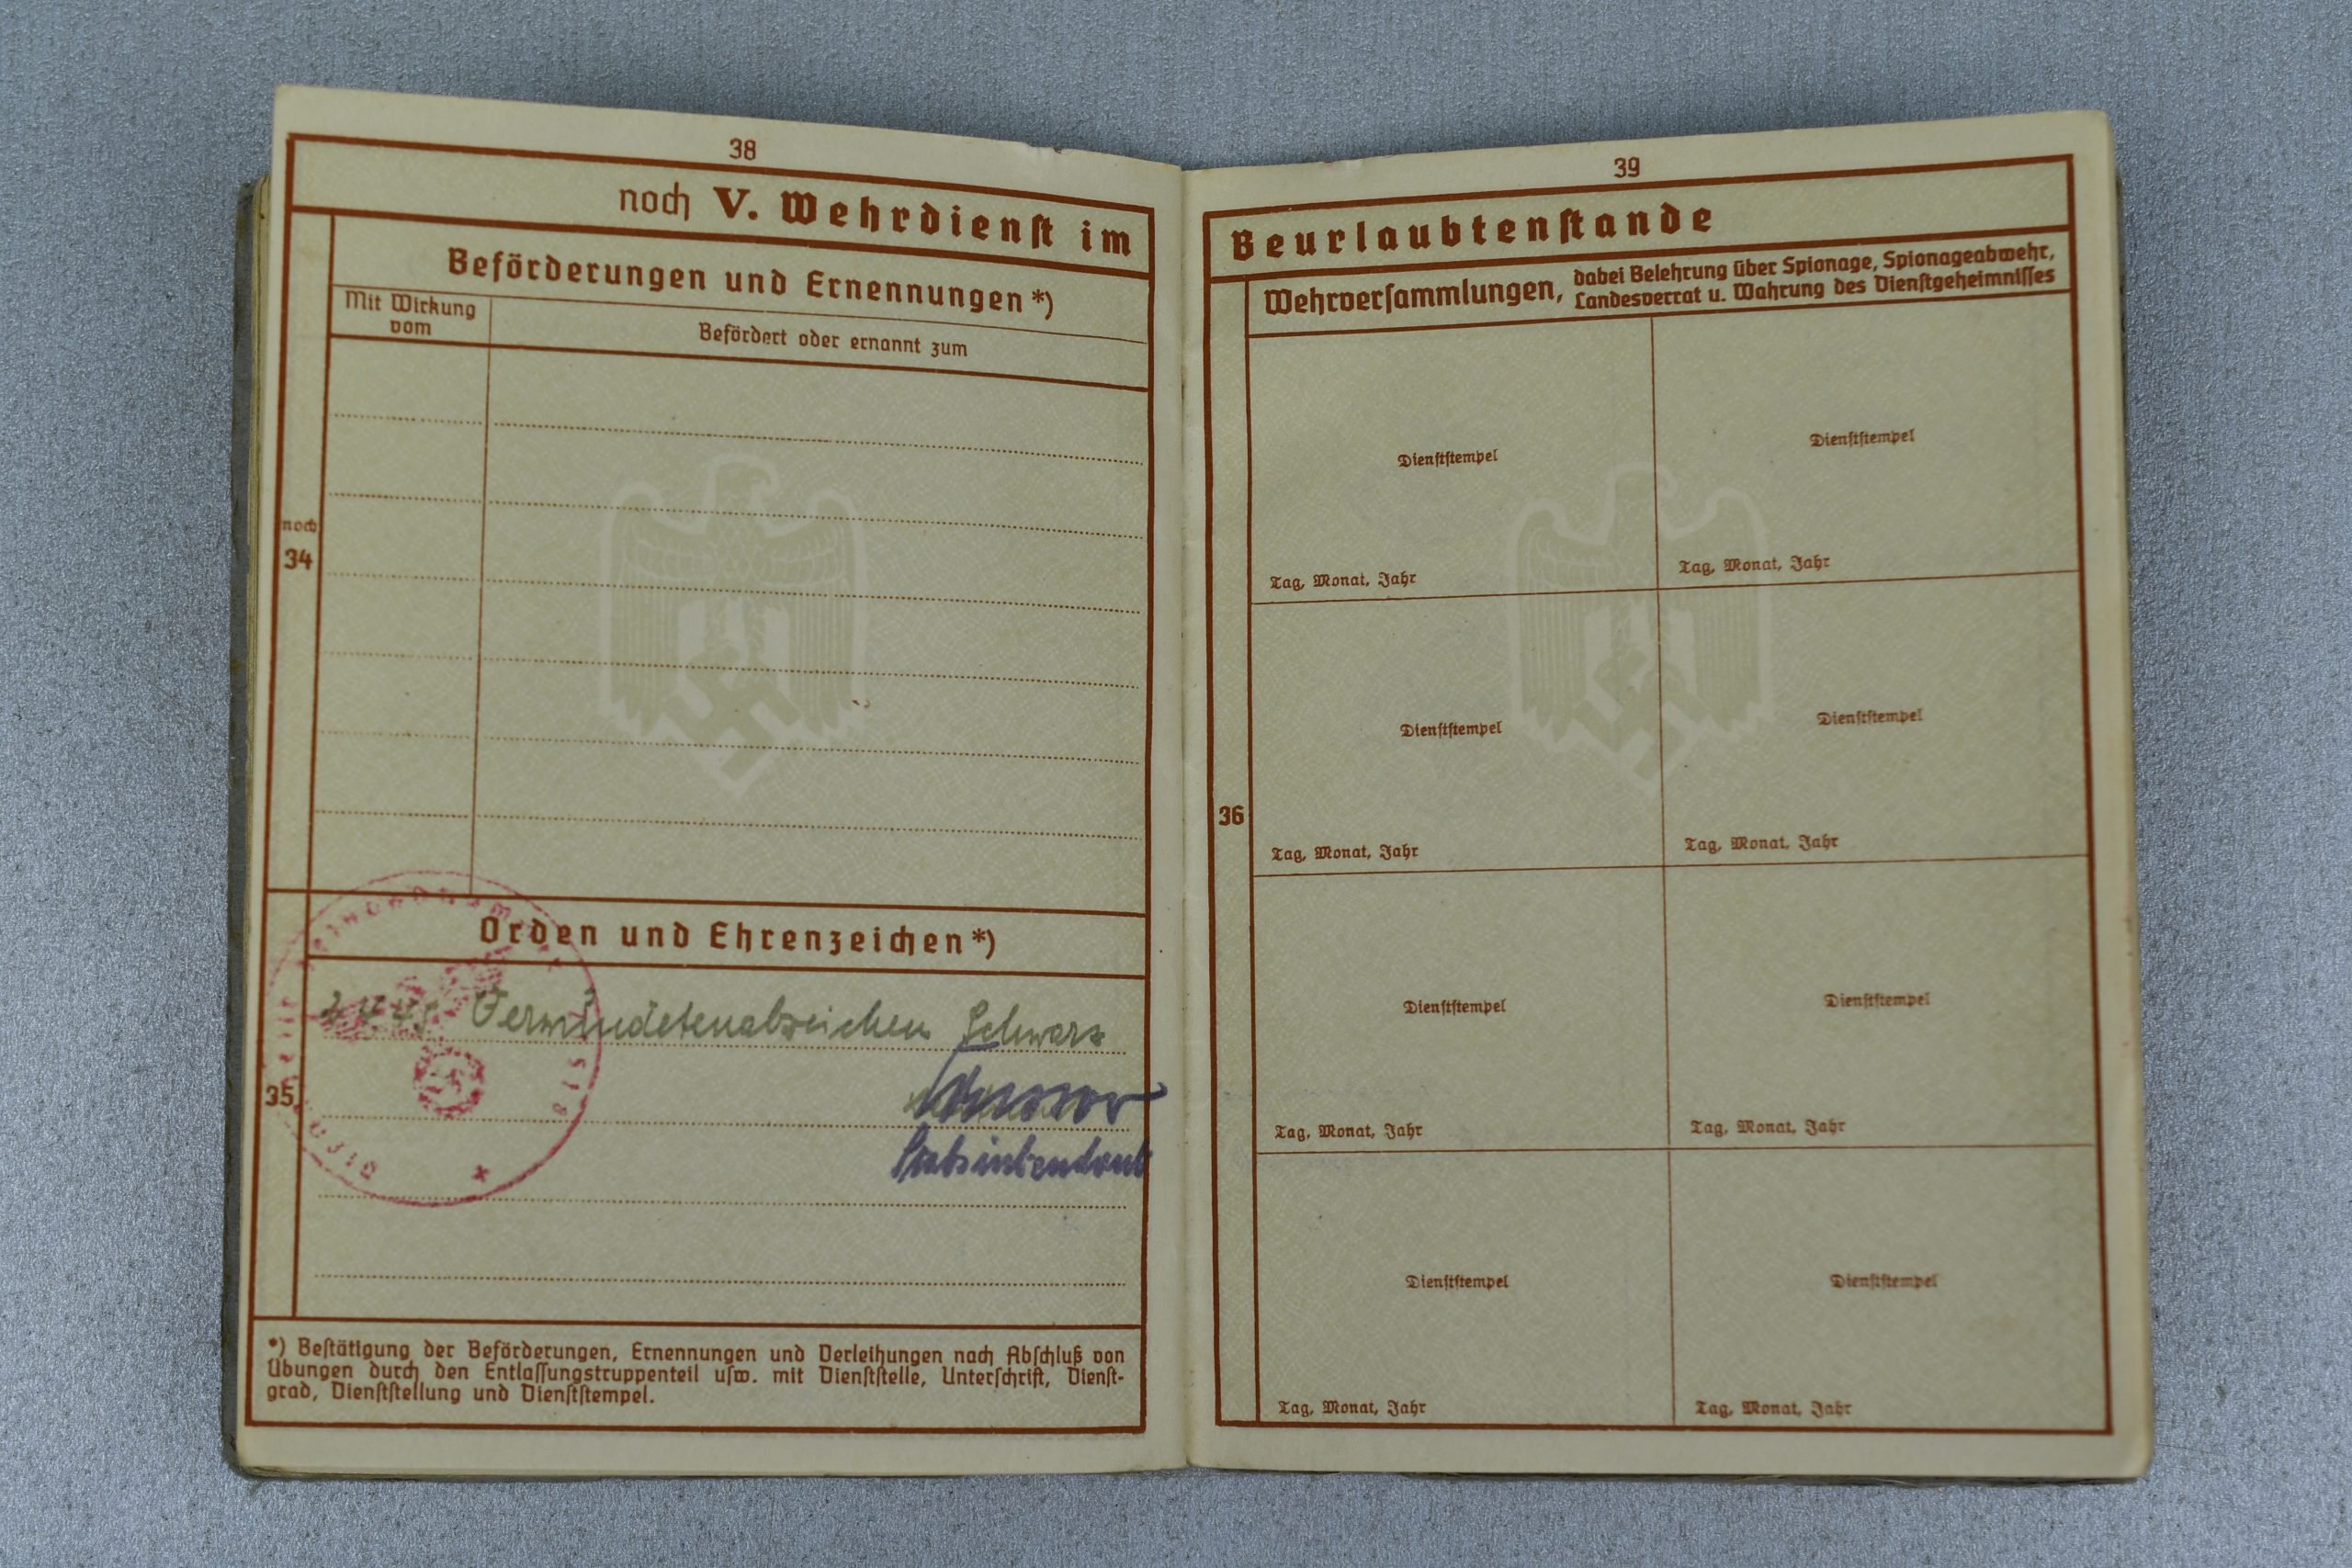 38
noch V. Wehrdienst im
Beförderungen und Ernennungen *)
Mit Wirkung
vom
Befördert oder ernannt zum
noch
34
Orden und Ehrenzeichen *)
Verwundetenabzeichen Schwarz
35
Stabsintendant
*) Bestätigung der Beförderungen, Ernennungen und Verleihungen nach Abschluß von
Übungen durch den Entlassungstruppenteil usw. mit Dienststelle, Unterschrift, Dienst-
grad, Dienststellung und Dienststempel.
39
Beurlaubtenstande
Wehrversammlungen, dabei Belehrung über Spionage, Spionageabwehr,
Landesverrat u. Wahrung des Dienstgeheimnisses
Dienststempel
Dienststempel
Tag, Monat, Jahr
Tag, Monat, Jahr
Dienststempel
Dienststempel
36
Tag, Monat, Jahr
Tag, Monat, Jahr
Dienststempel
Dienststempel
Tag, Monat, Jahr
Tag, Monat, Jahr
Dienststempel
Dienststempel
Tag, Monat, Jahr
Tag, Monat, Jahr